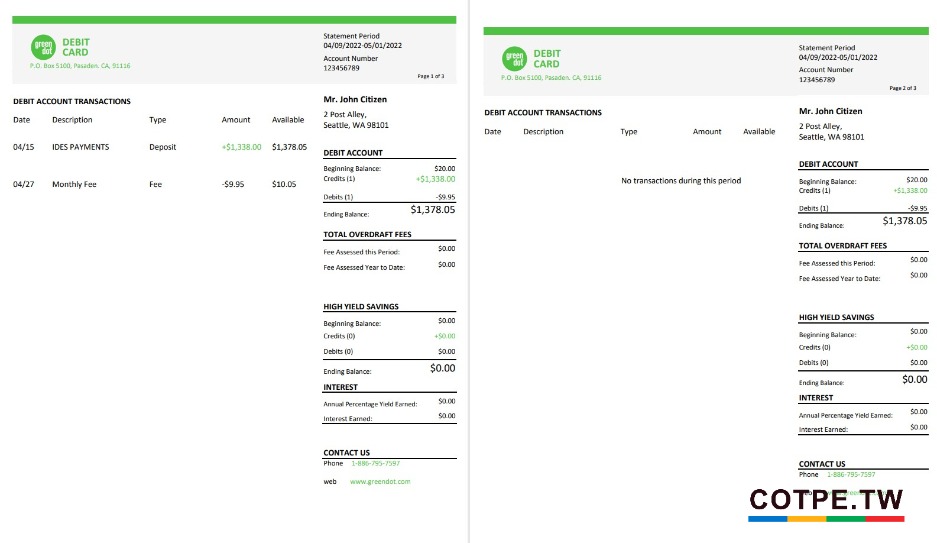 green
dot
DEBIT
CARD
P.O. Box 5100, Pasaden. CA, 91116
Statement Period
04/09/2022-05/01/2022
Account Number
123456789
Page 1 of 3
DEBIT ACCOUNT TRANSACTIONS
Date Description Type Amount Available
04/15 IDES PAYMENTS Deposit +$1,338.00 $1,378.05
04/27 Monthly Fee Fee -$9.95 $10.05
Mr. John Citizen
2 Post Alley,
Seattle, WA 98101
DEBIT ACCOUNT
Beginning Balance: $20.00
Credits (1) +$1,338.00
Debits (1) -$9.95
Ending Balance: $1,378.05
TOTAL OVERDRAFT FEES
Fee Assessed this Period: $0.00
Fee Assessed Year to Date: $0.00
HIGH YIELD SAVINGS
Beginning Balance: $0.00
Credits (0) +$0.00
Debits (0) $0.00
Ending Balance: $0.00
INTEREST
Annual Percentage Yield Earned: $0.00
Interest Earned: $0.00
CONTACT US
Phone 1-886-795-7597
web www.greendot.com
green
dot
DEBIT
CARD
P.O. Box 5100, Pasaden. CA, 91116
Statement Period
04/09/2022-05/01/2022
Account Number
123456789
Page 2 of 3
DEBIT ACCOUNT TRANSACTIONS
Date Description Type Amount Available
No transactions during this period
Mr. John Citizen
2 Post Alley,
Seattle, WA 98101
DEBIT ACCOUNT
Beginning Balance: $20.00
Credits (1) +$1,338.00
Debits (1) -$9.95
Ending Balance: $1,378.05
TOTAL OVERDRAFT FEES
Fee Assessed this Period: $0.00
Fee Assessed Year to Date: $0.00
HIGH YIELD SAVINGS
Beginning Balance: $0.00
Credits (0) +$0.00
Debits (0) $0.00
Ending Balance: $0.00
INTEREST
Annual Percentage Yield Earned: $0.00
Interest Earned: $0.00
CONTACT US
Phone 1-886-795-7597
COTPE.TW